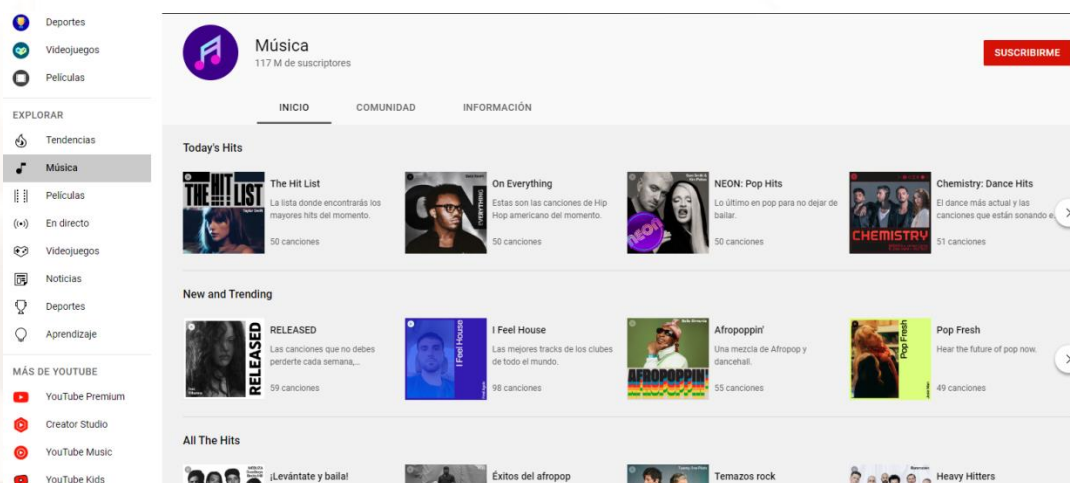 Deportes
Videojuegos
Películas
EXPLORAR
Tendencias
Música
Películas
En directo
Videojuegos
Noticias
Deportes
Aprendizaje
MÁS DE YOUTUBE
YouTube Premium
Creator Studio
YouTube Music
YouTube Kids
Música
117 M de suscriptores
SUSCRIBIRME
INICIO COMUNIDAD INFORMACIÓN
Today's Hits
THE HIT LIST
The Hit List
La lista donde encontrarás los
mayores hits del momento.
50 canciones
EVERYTHING
On Everything
Estas son las canciones de Hip
Hop americano del momento.
50 canciones
NEON
NEON: Pop Hits
Lo último en pop para no dejar de
bailar.
50 canciones
CHEMISTRY
Chemistry: Dance Hits
El dance más actual y las
canciones que están sonando e
51 canciones
New and Trending
RELEASED
RELEASED
Las canciones que no debes
perderte cada semana,...
59 canciones
I Feel House
I Feel House
Las mejores tracks de los clubes
de todo el mundo.
98 canciones
AFROPOPPIN'
Afropoppin'
Una mezcla de Afropop y
dancehall.
55 canciones
Pop Fresh
Pop Fresh
Hear the future of pop now.
49 canciones
All The Hits
¡Levántate y baila!
Éxitos del afropop
Temazos rock
Heavy Hitters